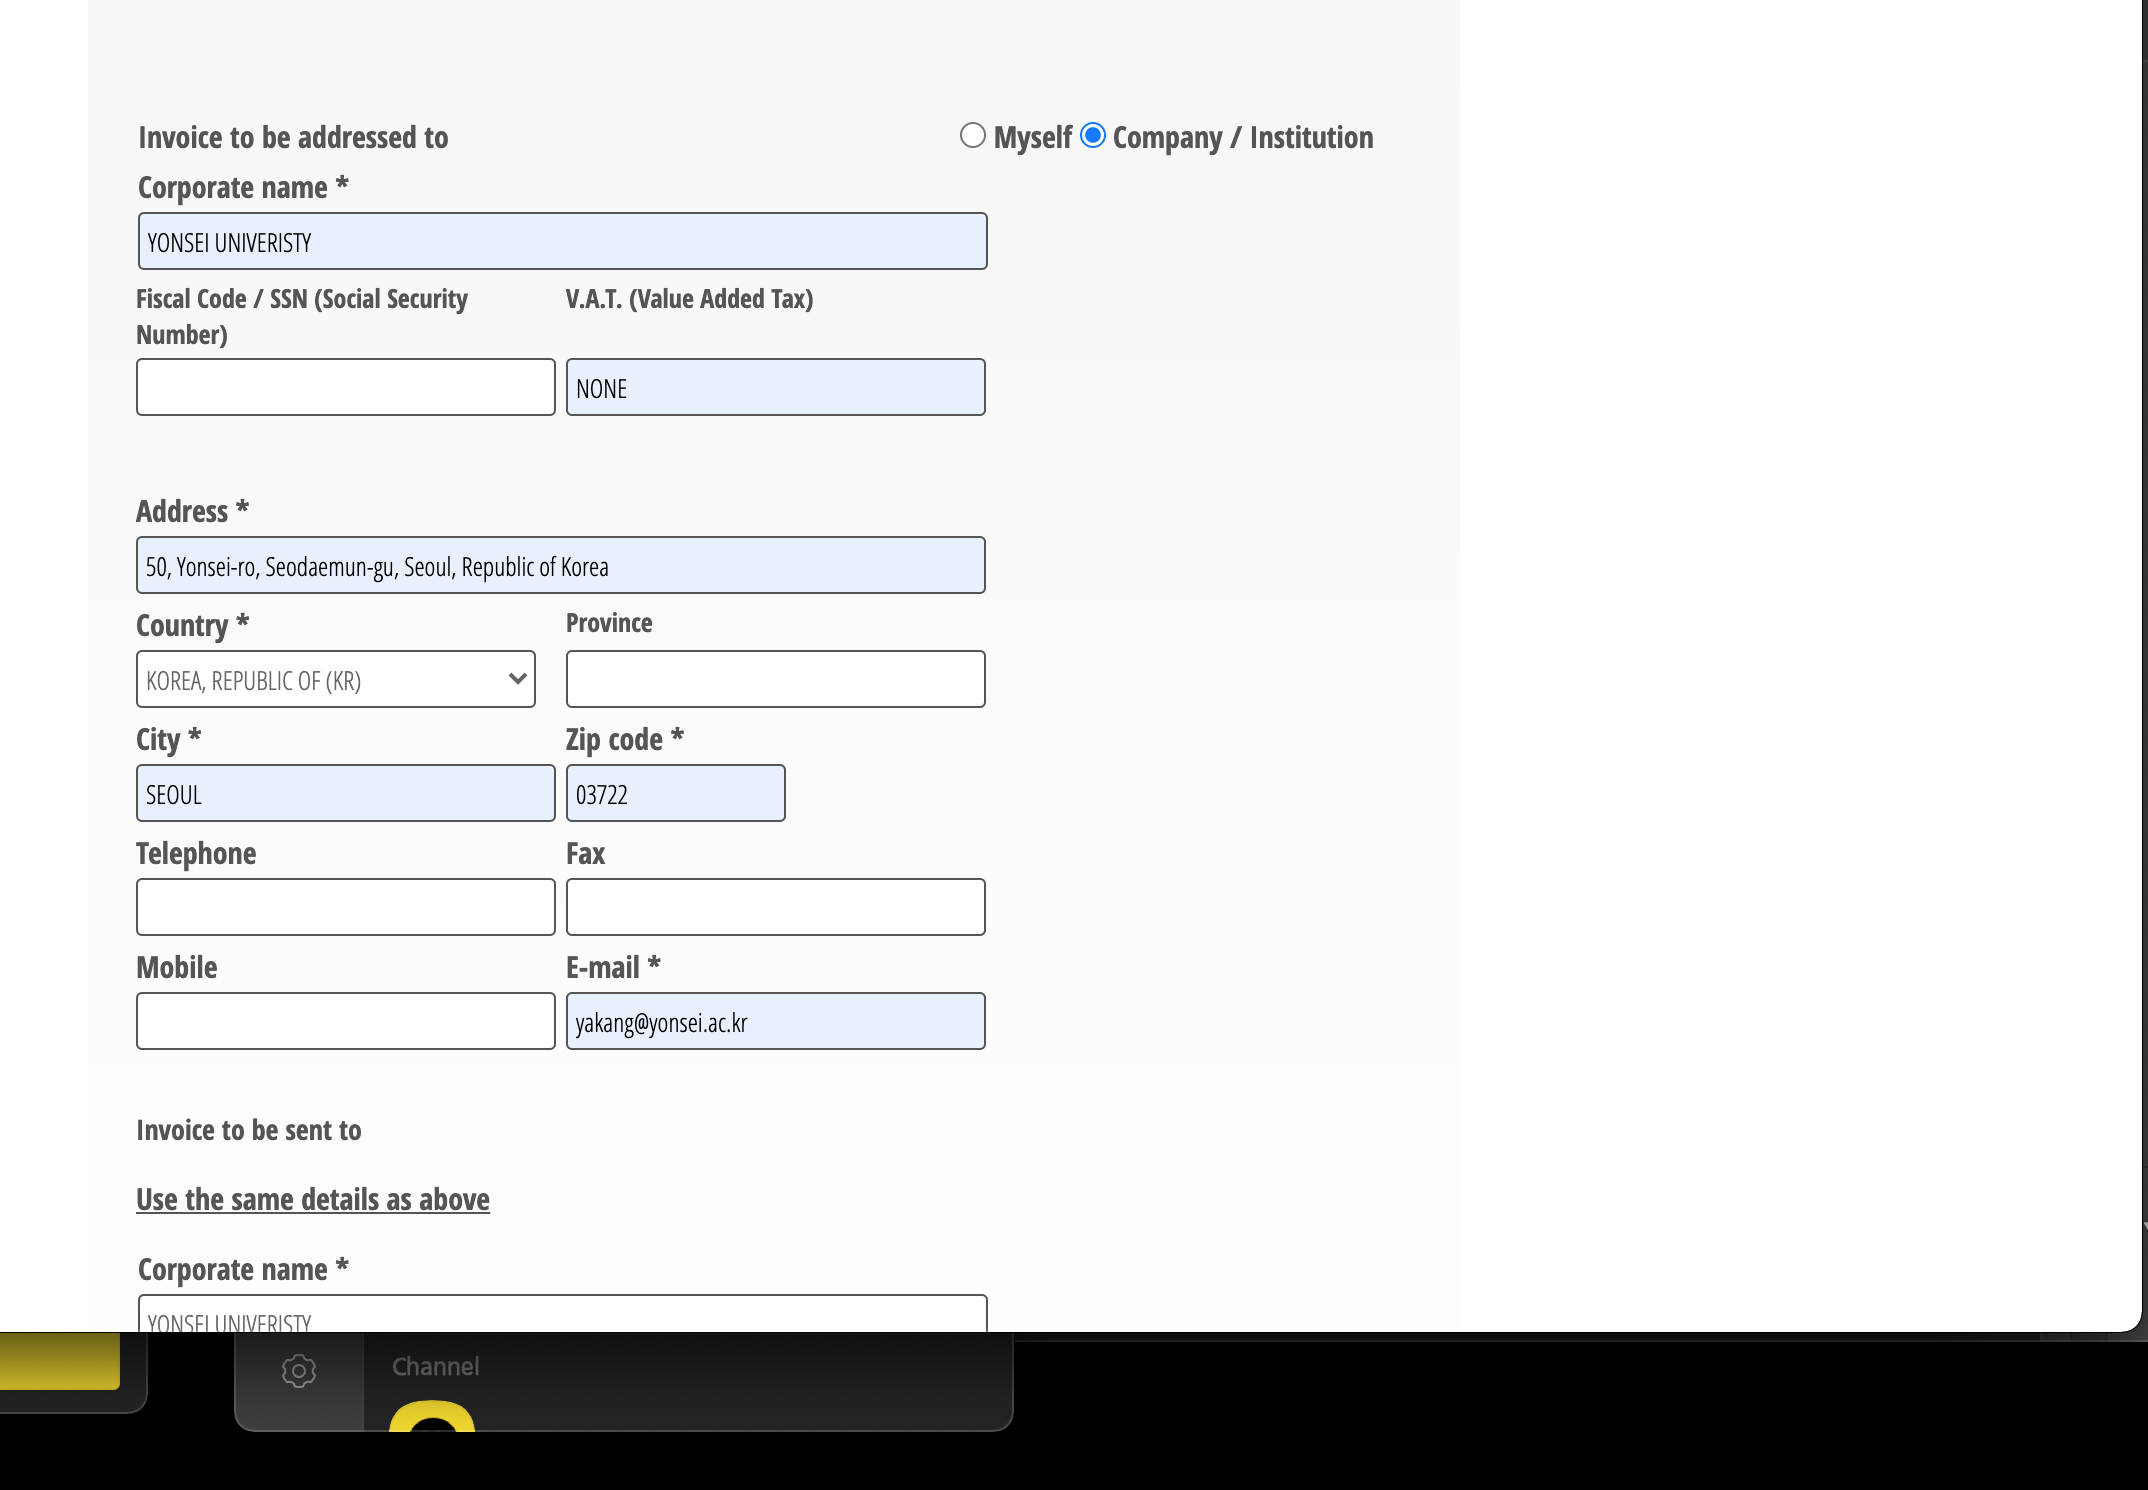 Invoice to be addressed to
Myself Company / Institution
Corporate name *
YONSEI UNIVERISTY
Fiscal Code / SSN (Social Security
Number)
V.A.T. (Value Added Tax)
NONE
Address *
50, Yonsei-ro, Seodaemun-gu, Seoul, Republic of Korea
Country *
Province
KOREA, REPUBLIC OF (KR)
City *
Zip code *
SEOUL
03722
Telephone
Fax
Mobile
E-mail *
yakang@yonsei.ac.kr
Invoice to be sent to
Use the same details as above
Corporate name *
YONSEI UNIVERISTY
Channel